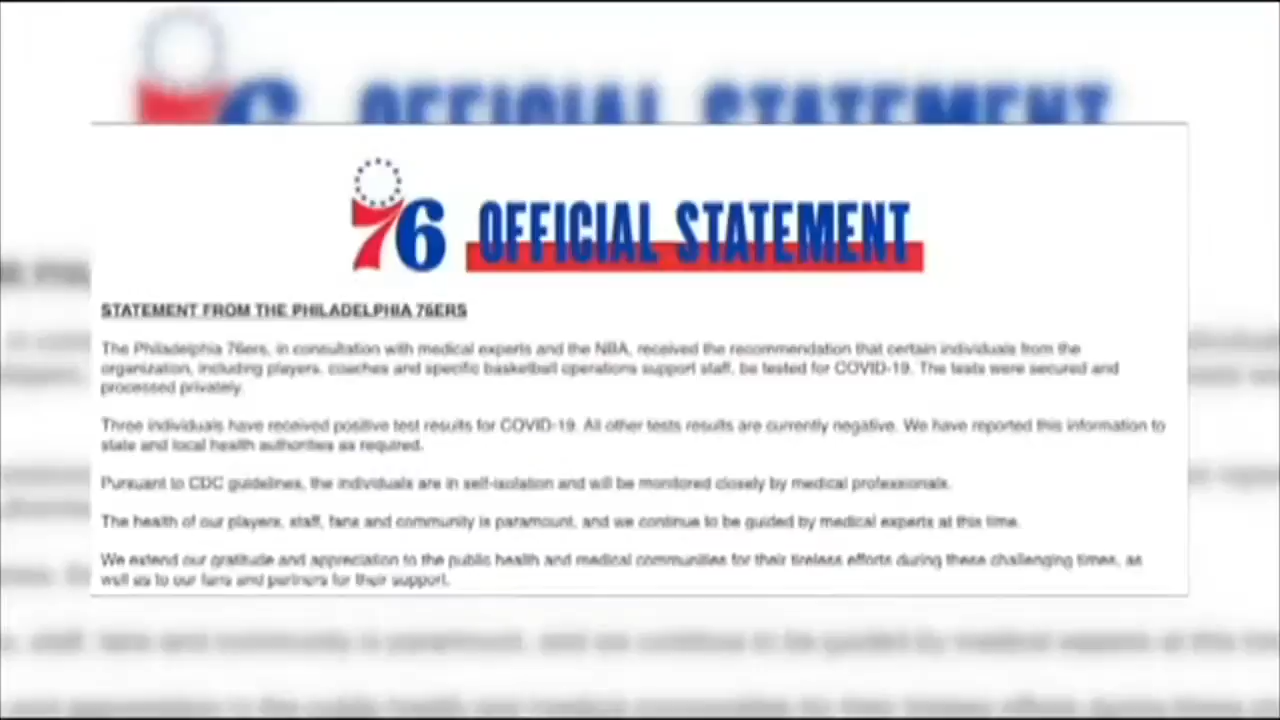 OFFICIAL STATEMENT
76 OFFICIAL STATEMENT
STATEMENT FROM THE PHILADELPHIA 76ERS
The Philadelphia 76ers, in consultation with medical experts and the NBA, received the recommendation that certain individuals from the
organization, including players, coaches and specific basketball operations support staff, be tested for COVID-19. The tests were secured and
processed privately.
Three individuals have received positive test results for COVID-19. All other tests results are currently negative. We have reported this information to
state and local health authorities as required.
Pursuant to CDC guidelines, the individuals are in self-isolation and will be monitored closely by medical professionals.
The health of our players, staff, fans and community is paramount, and we continue to be guided by medical experts at this time.
We extend our gratitude and appreciation to the public health and medical communities for their tireless efforts during these challenging times, as
well as to our fans and partners for their support.